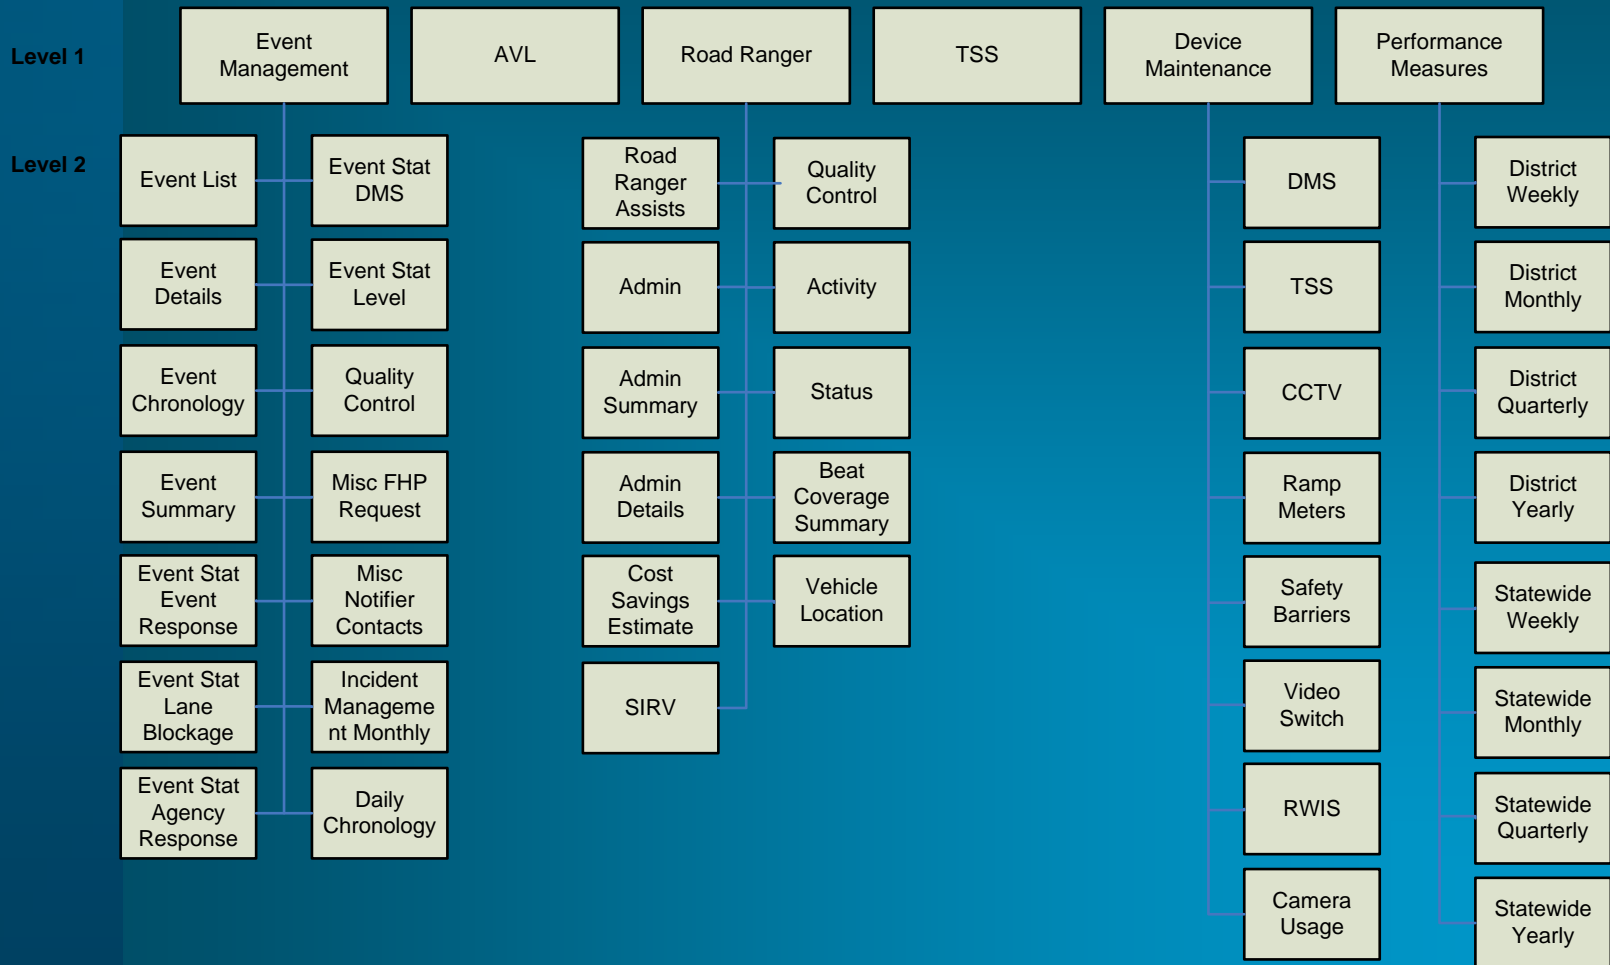 Level 1
Event
Management
AVL
Road Ranger
TSS
Device
Maintenance
Performance
Measures
Level 2
Event List
Event Stat
DMS
Event
Details
Event Stat
Level
Event
Chronology
Quality
Control
Event
Summary
Misc FHP
Request
Event Stat
Event
Response
Misc
Notifier
Contacts
Event Stat
Lane
Blockage
Incident
Manageme
nt Monthly
Event Stat
Agency
Response
Daily
Chronology
Road
Ranger
Assists
Quality
Control
Admin
Activity
Admin
Summary
Status
Admin
Details
Beat
Coverage
Summary
Cost
Savings
Estimate
Vehicle
Location
SIRV
DMS
TSS
CCTV
Ramp
Meters
Safety
Barriers
Video
Switch
RWIS
Camera
Usage
District
Weekly
District
Monthly
District
Quarterly
District
Yearly
Statewide
Weekly
Statewide
Monthly
Statewide
Quarterly
Statewide
Yearly